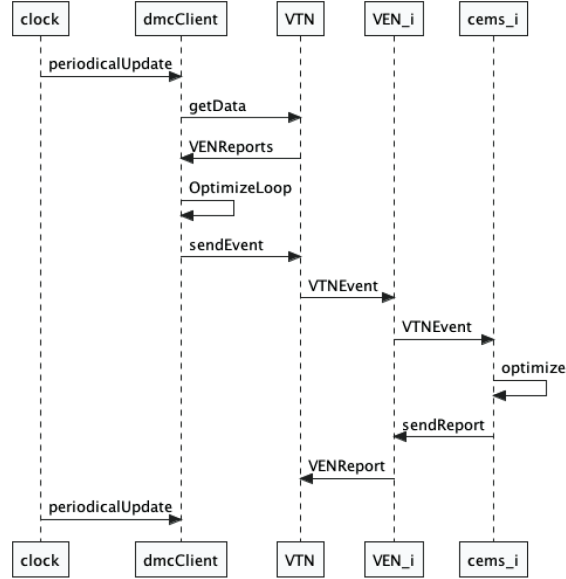 clock dmcClient VTN VEN_i cems_i
periodicalUpdate
getData
VENReports
OptimizeLoop
sendEvent
VTNEvent
VTNEvent
optimize
sendReport
VENReport
periodicalUpdate
clock dmcClient VTN VEN_i cems_i